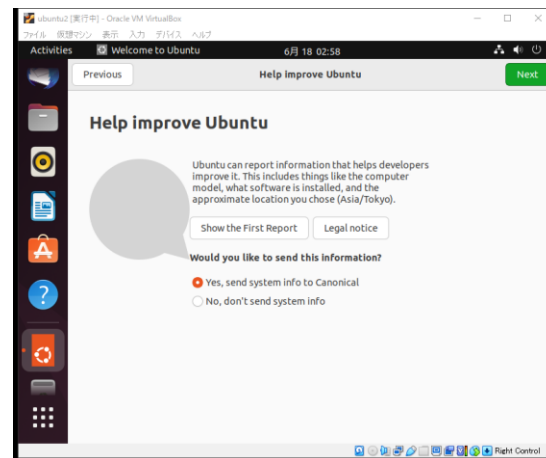 ubuntu2 [実行中] - Oracle VM VirtualBox
ファイル 仮想マシン 表示 入力 デバイス ヘルプ
Activities Welcome to Ubuntu 6月 18 02:58
Previous Help improve Ubuntu Next
Help improve Ubuntu
Ubuntu can report information that helps developers
improve it. This includes things like the computer
model, what software is installed, and the
approximate location you chose (Asia/Tokyo).
Show the First Report Legal notice
Would you like to send this information?
Yes, send system info to Canonical
No, don't send system info
Right Control